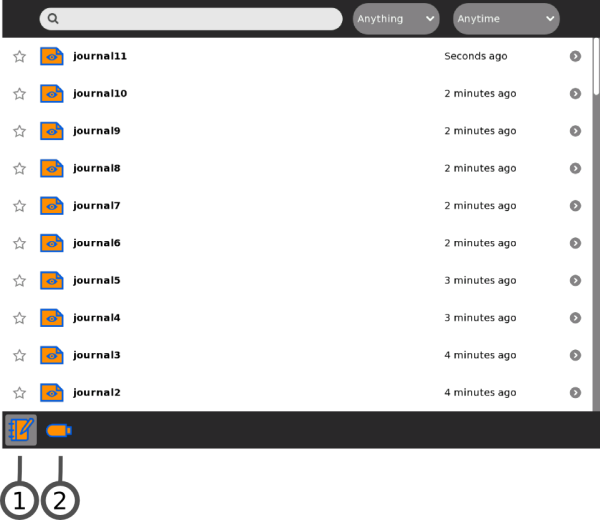 Anything Anytime
journal11 Seconds ago
journal10 2 minutes ago
journal9 2 minutes ago
journal8 2 minutes ago
journal7 2 minutes ago
journal6 2 minutes ago
journal5 3 minutes ago
journal4 3 minutes ago
journal3 4 minutes ago
journal2 4 minutes ago
1 2